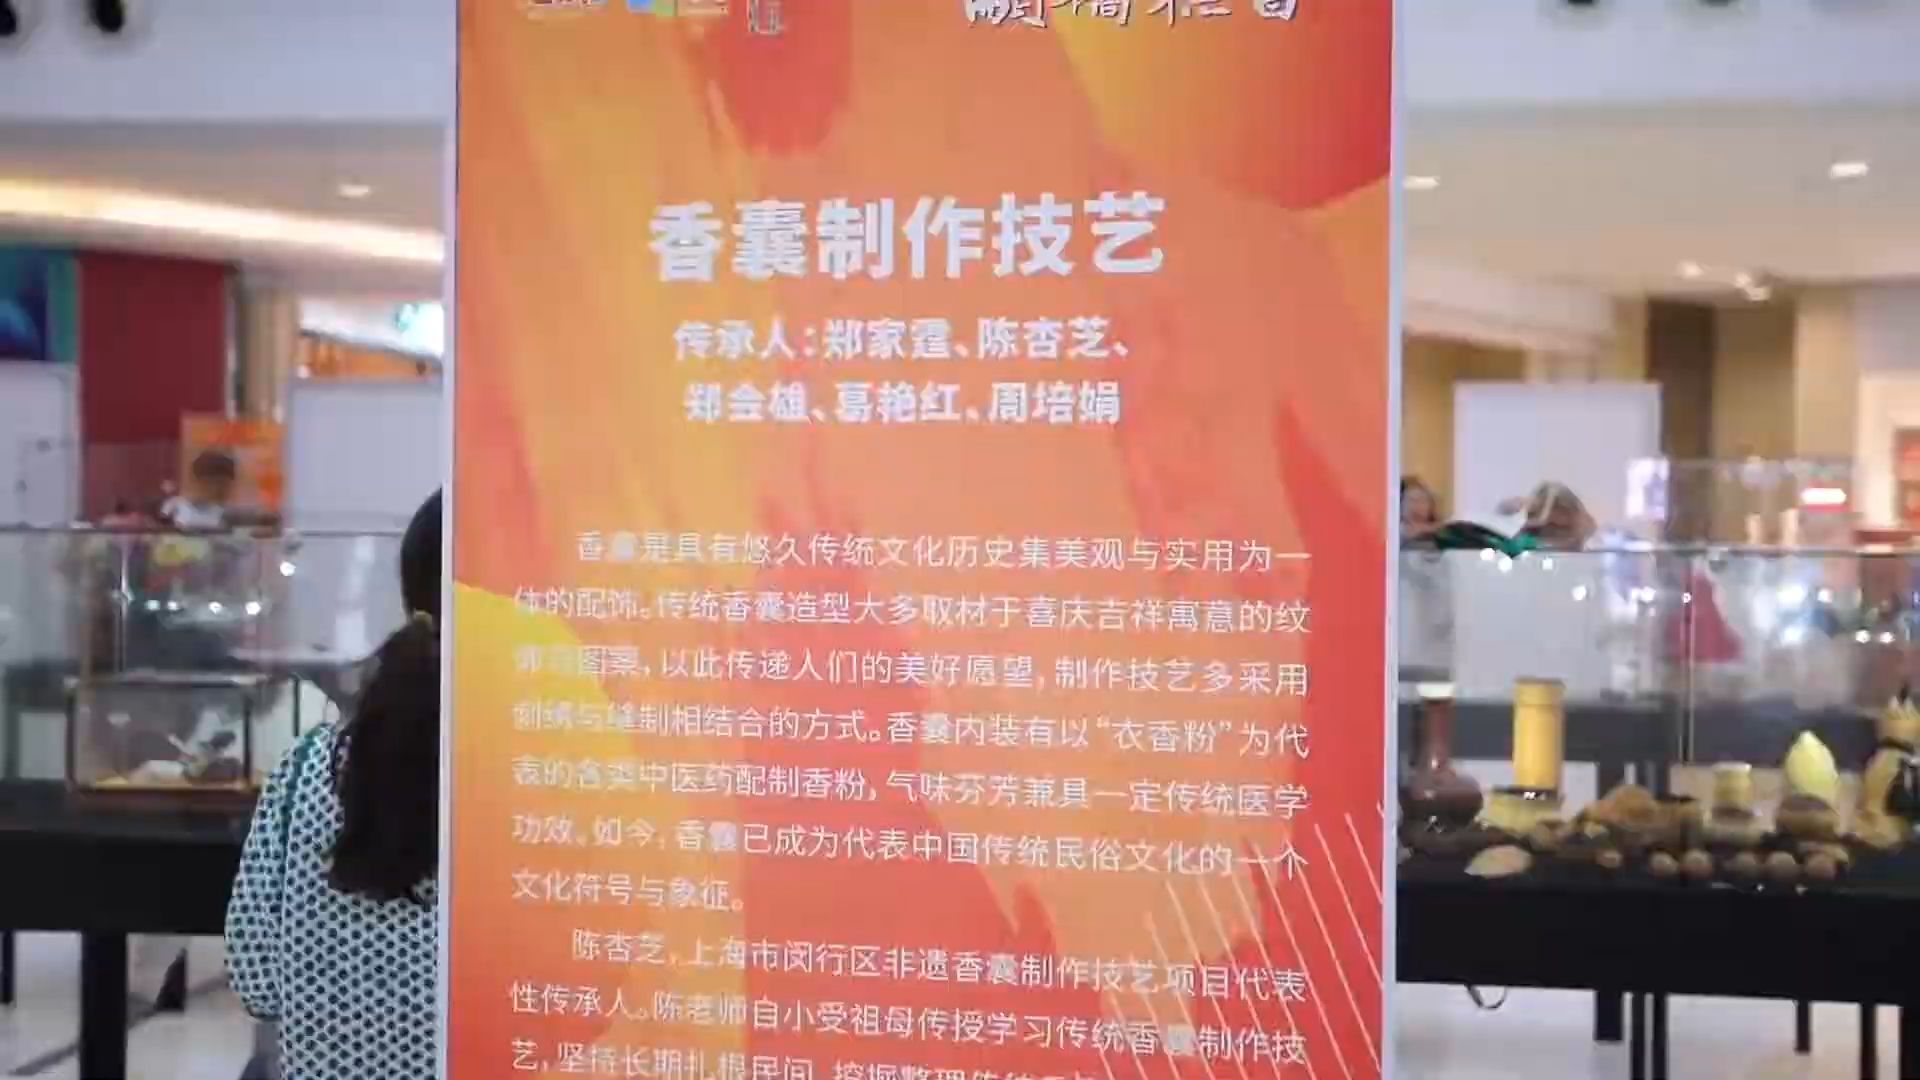 香囊制作技艺
传承人:郑家霆、陈杏芝、
郑会雄、葛艳红、周培娟
香囊是具有悠久传统文化历史集美观与实用为一
体的配饰。传统香囊造型大多取材于喜庆吉祥寓意的纹
饰与图案,以此传递人们的美好愿望,制作技艺多采用
刺绣与缝制相结合的方式。香囊内装有以“衣香粉”为代
表的各类中医药配制香粉,气味芬芳兼具一定传统医学
功效。如今,香囊已成为代表中国传统民俗文化的一个
文化符号与象征。
陈杏芝,上海市闵行区非遗香囊制作技艺项目代表
性传承人。陈老师自小受祖母传授学习传统香囊制作技
艺,坚持长期扎根民间,挖掘整理传统